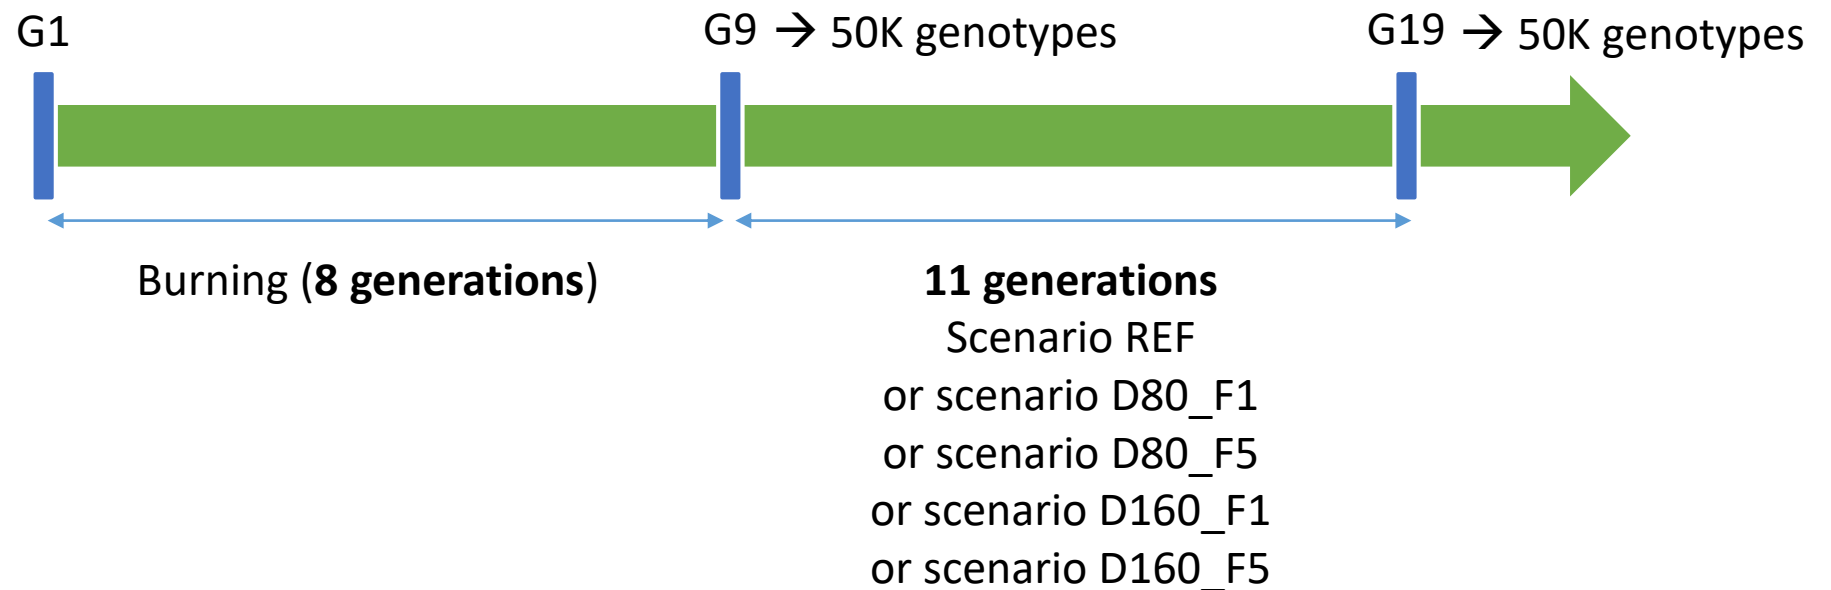 G1
G9 → 50K genotypes
G19 → 50K genotypes
Burning (8 generations)
11 generations
Scenario REF
or scenario D80_F1
or scenario D80_F5
or scenario D160_F1
or scenario D160_F5